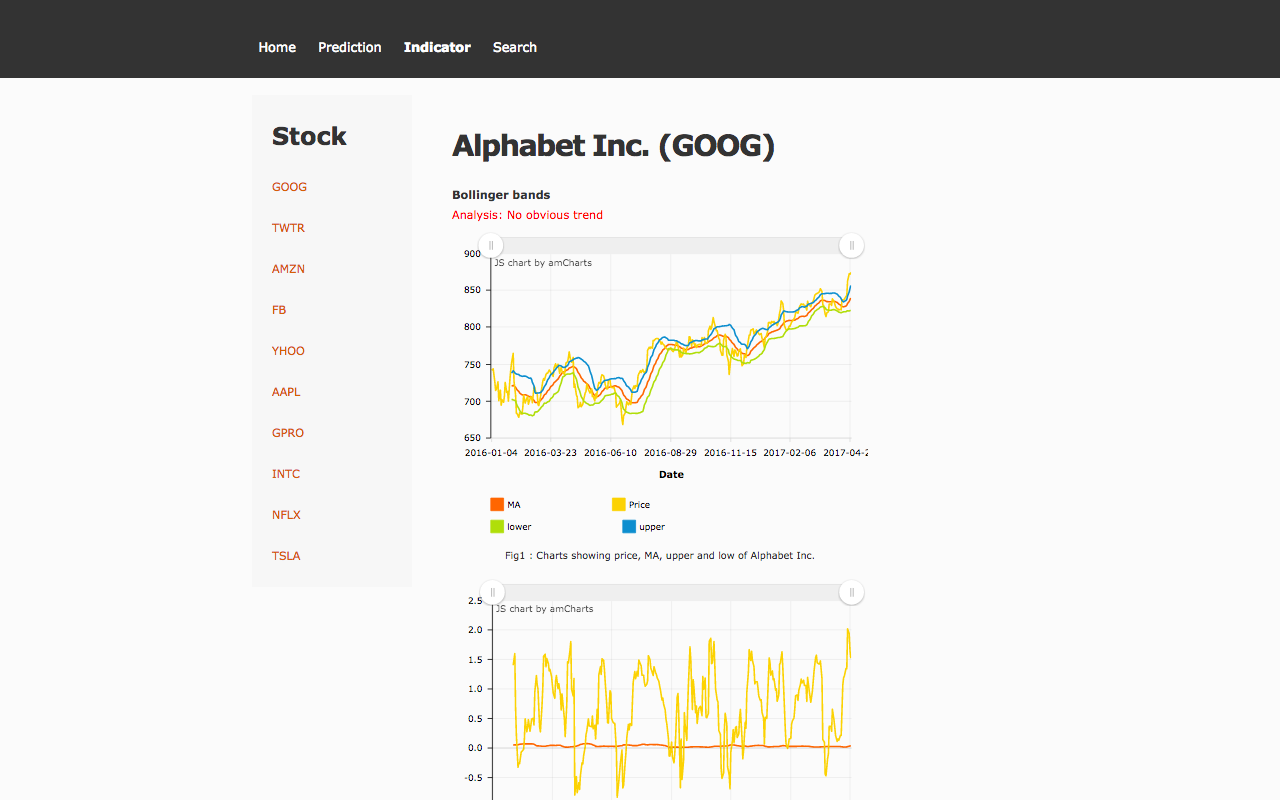 Home Prediction Indicator Search
Stock
GOOG
TWTR
AMZN
FB
YHOO
AAPL
GPRO
INTC
NFLX
TSLA
Alphabet Inc. (GOOG)
Bollinger bands
Analysis: No obvious trend
JS chart by amCharts
900
850
800
750
700
650
2016-01-04 2016-03-23 2016-06-10 2016-08-29 2016-11-15 2017-02-06 2017-04-2
Date
MA Price
lower upper
Fig1 : Charts showing price, MA, upper and low of Alphabet Inc.
JS chart by amCharts
2.5
2.0
1.5
1.0
0.5
0.0
-0.5